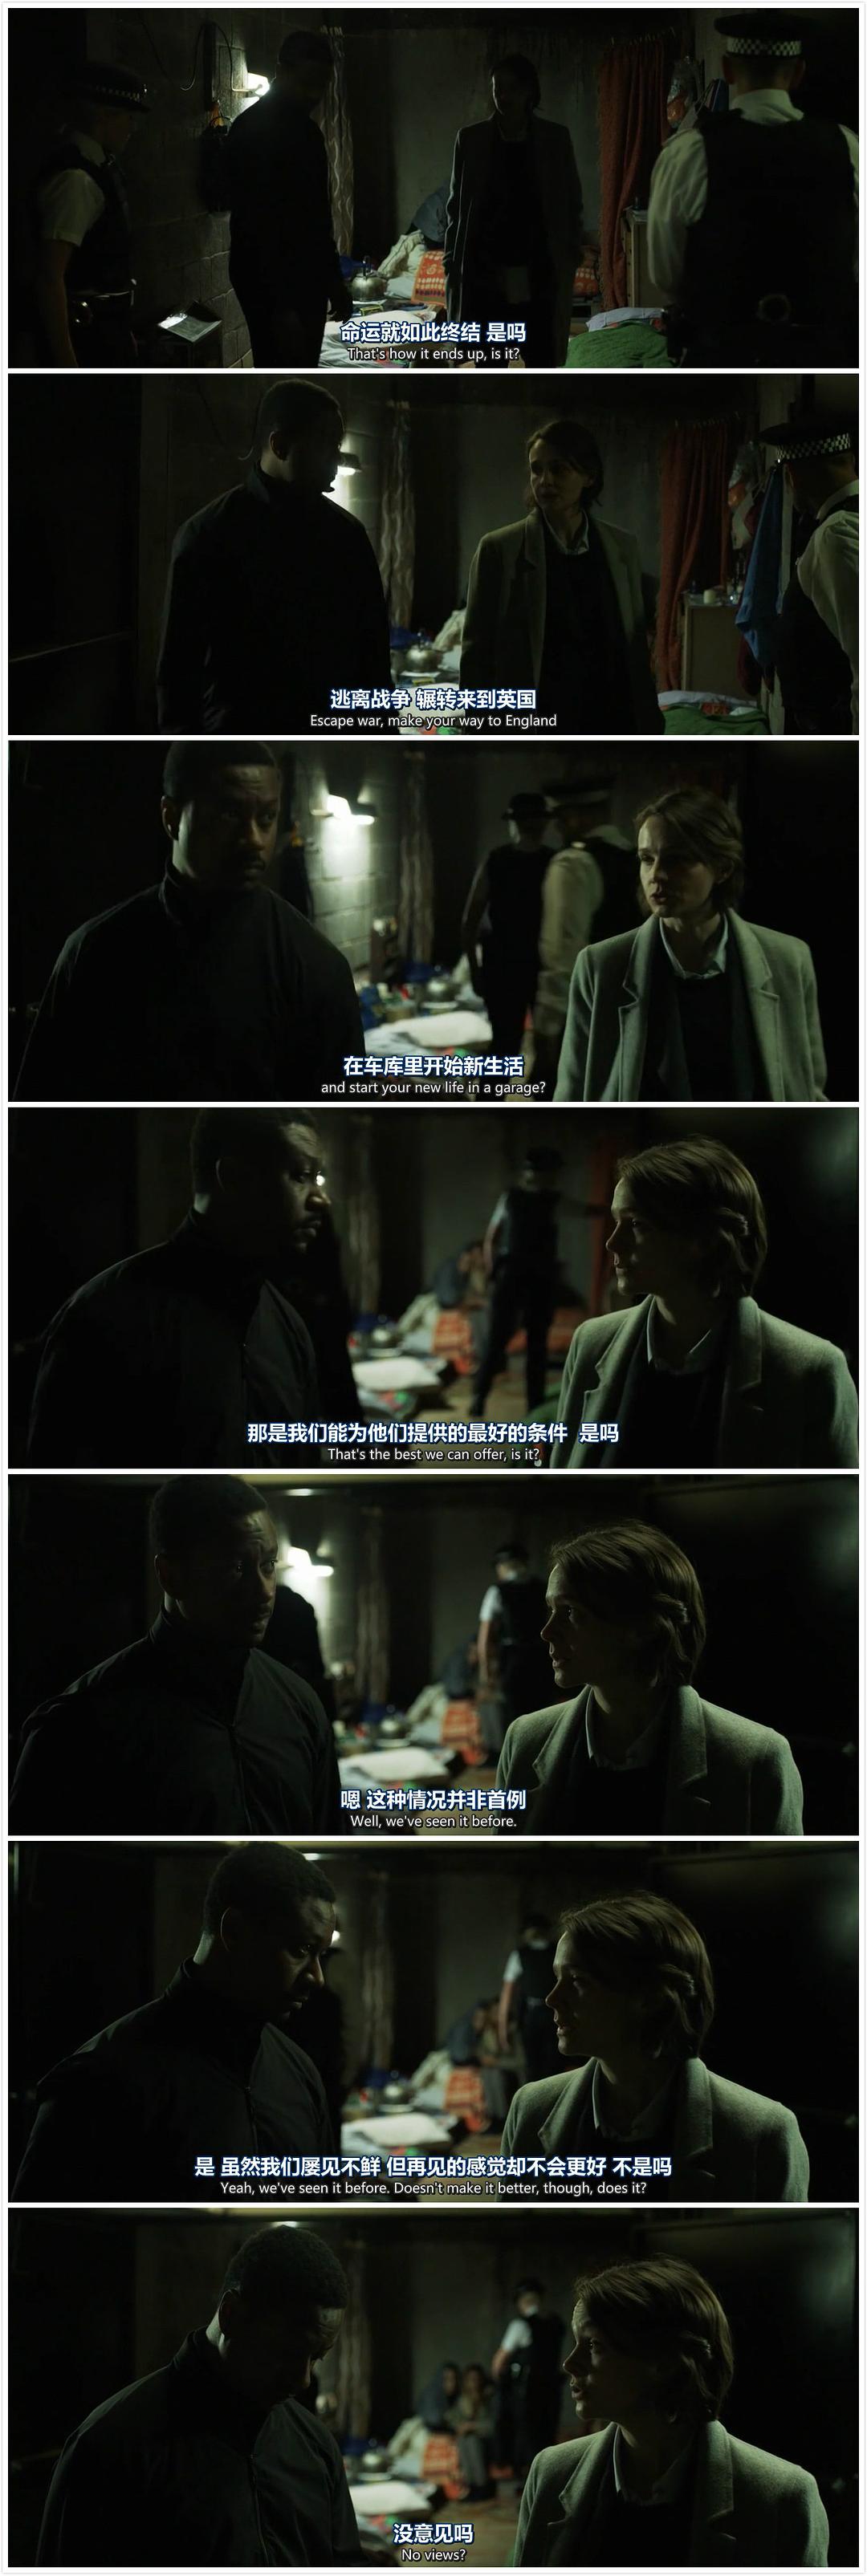 命运就如此终结 是吗
That's how it ends up, is it?
逃离战争 辗转来到英国
Escape war, make your way to England
在车库里开始新生活
and start your new life in a garage?
那是我们能为他们提供的最好的条件 是吗
That's the best we can offer, is it?
嗯 这种情况并非首例
Well, we've seen it before.
是 虽然我们屡见不鲜 但再见的感觉却不会更好 不是吗
Yeah, we've seen it before. Doesn't make it better, though, does it?
没意见吗
No views?